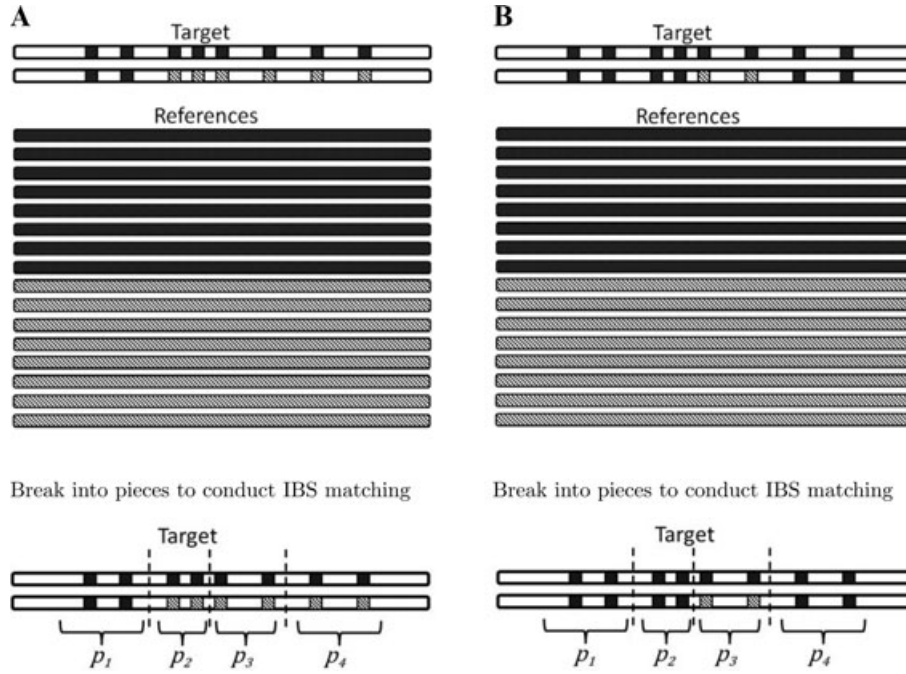 A
Target
References
Break into pieces to conduct IBS matching
Target
p1 p2 p3 p4
B
Target
References
Break into pieces to conduct IBS matching
Target
p1 p2 p3 p4